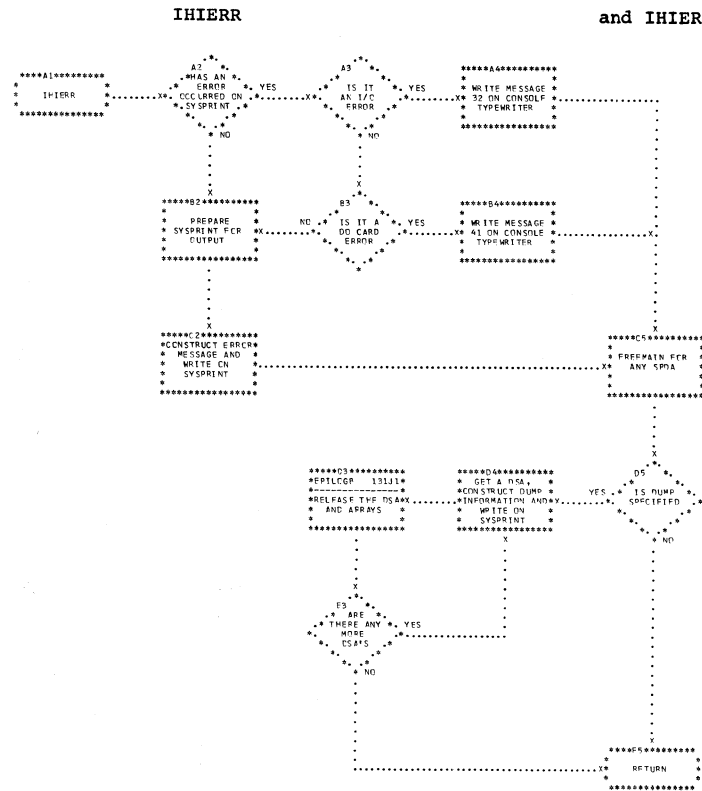 IHIERR
and IHIER
A1
IHIERR
A2
HAS AN
ERROR
OCCURRED ON
SYSPRINT
YES
NO
A3
IS IT
AN I/O
ERROR
YES
NO
A4
WRITE MESSAGE
32 ON CONSOLE
TYPEWRITER
B2
PREPARE
SYSPRINT FOR
OUTPUT
NO
B3
IS IT A
DD CARD
ERROR
YES
B4
WRITE MESSAGE
41 ON CONSOLE
TYPEWRITER
C2
CONSTRUCT ERROR
MESSAGE AND
WRITE ON
SYSPRINT
C5
FREEMAIN FOR
ANY SPDA
D3
EPILOGP 131J1
RELEASE THE DSA
AND ARRAYS
D4
GET A DSA,
CONSTRUCT DUMP
INFORMATION AND
WRITE ON
SYSPRINT
YES
D5
IS DUMP
SPECIFIED
NO
E3
ARE
THERE ANY
MORE
DSA'S
YES
NO
F5
RETURN